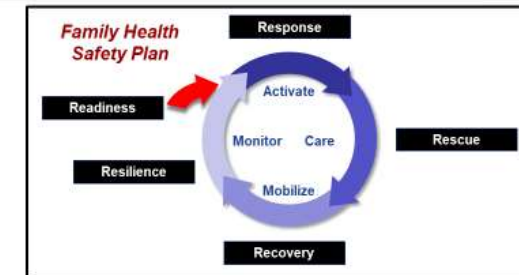 Family Health
Safety Plan
Response
Readiness
Activate
Monitor
Care
Rescue
Resilience
Mobilize
Recovery